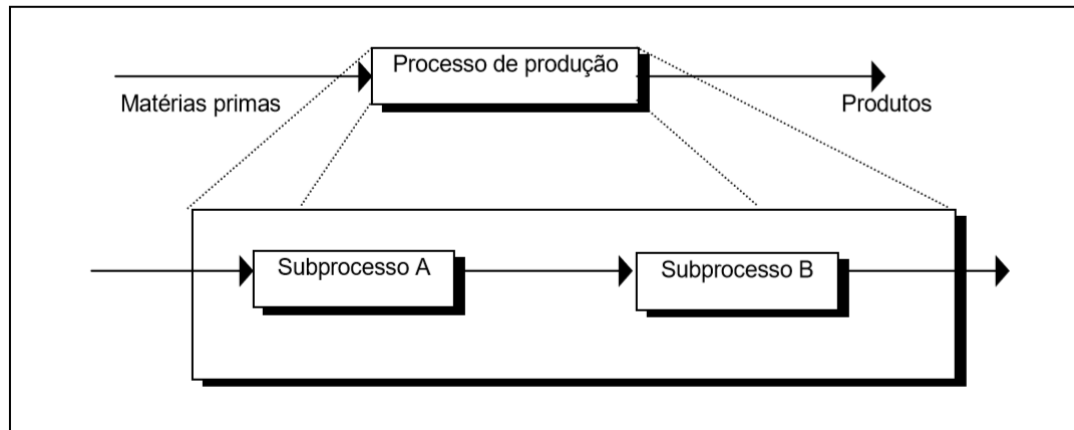 Processo de produção
Matérias primas
Produtos
Subprocesso A
Subprocesso B